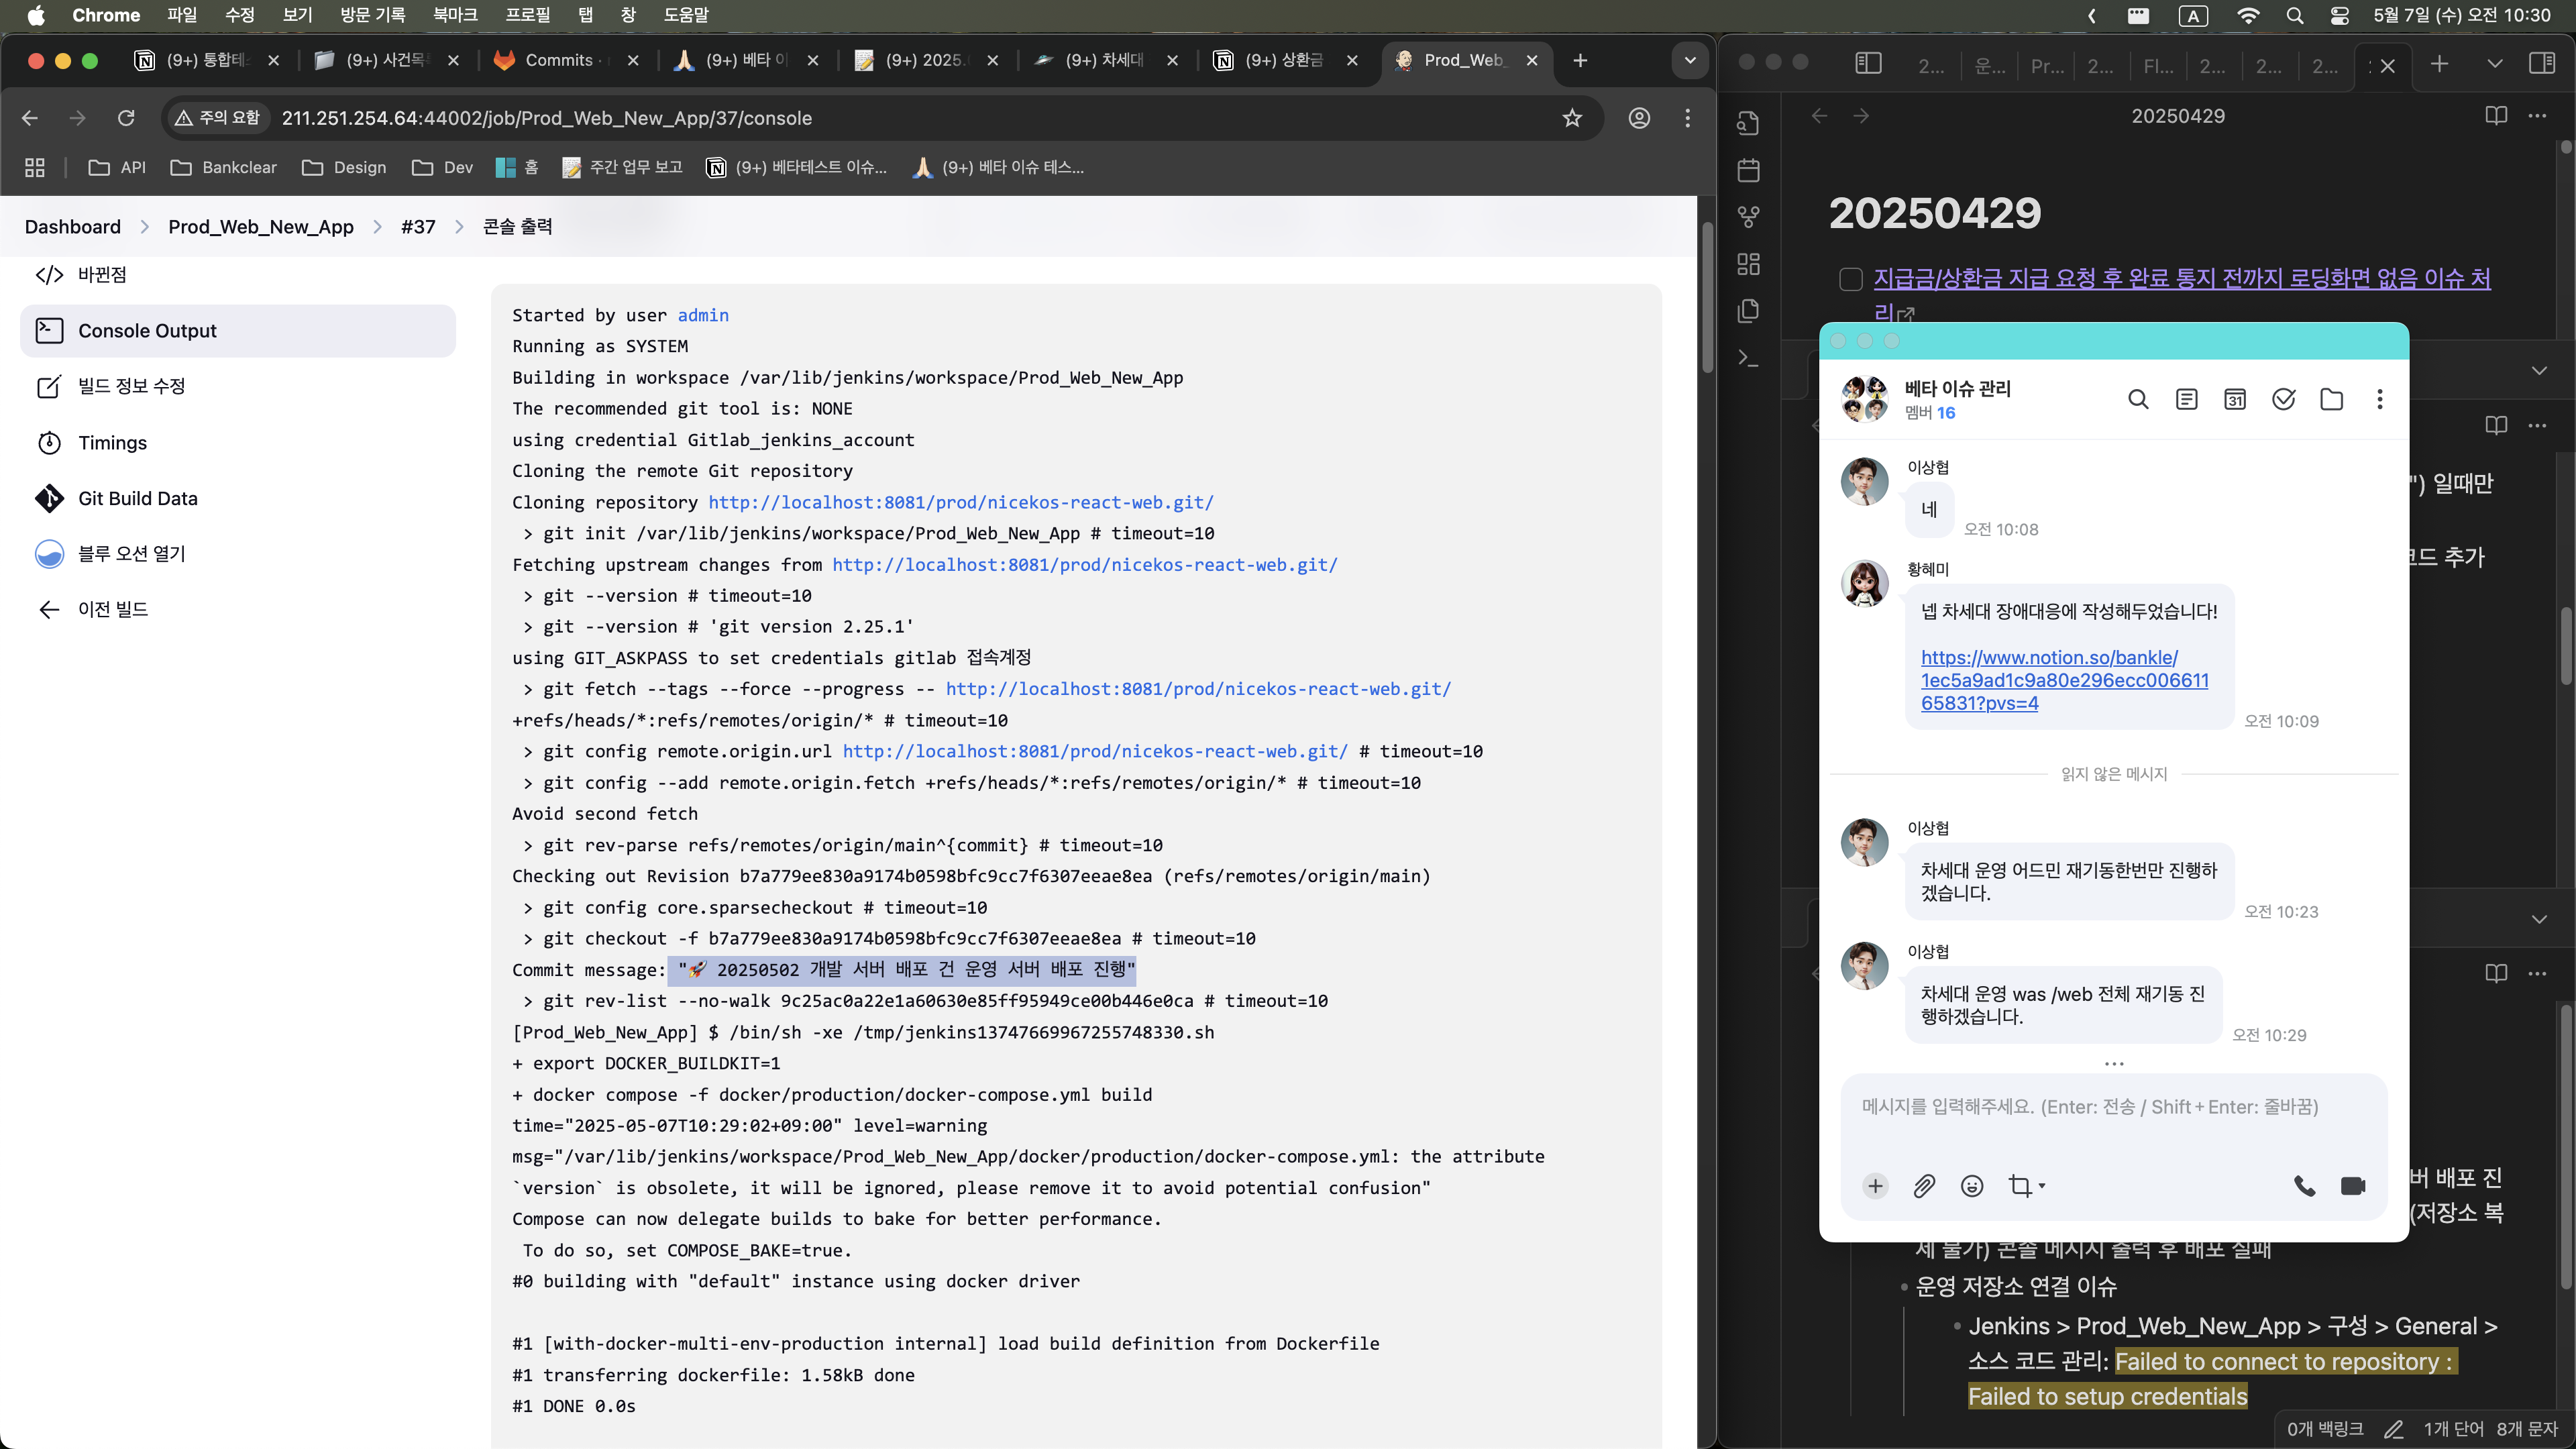 Chrome 파일 수정 보기 방문 기록 북마크 프로필 탭 창 도움말
A 5월 7일 (수) 오전 10:30
(9+) 통합테 (9+) 사건목 Commits · (9+) 베타 이 (9+) 2025. (9+) 차세대 (9+) 상환금 Prod_Web_
주의 요함 211.251.254.64:44002/job/Prod_Web_New_App/37/console
API Bankclear Design Dev 홈 주간 업무 보고 (9+) 베타테스트 이슈... (9+) 베타 이슈 테스...
Dashboard Prod_Web_New_App #37 콘솔 출력
바뀐점
Console Output
빌드 정보 수정
Timings
Git Build Data
블루 오션 열기
이전 빌드
Started by user admin
Running as SYSTEM
Building in workspace /var/lib/jenkins/workspace/Prod_Web_New_App
The recommended git tool is: NONE
using credential Gitlab_jenkins_account
Cloning the remote Git repository
Cloning repository http://localhost:8081/prod/nicekos-react-web.git/
> git init /var/lib/jenkins/workspace/Prod_Web_New_App # timeout=10
Fetching upstream changes from http://localhost:8081/prod/nicekos-react-web.git/
> git --version # timeout=10
> git --version # 'git version 2.25.1'
using GIT_ASKPASS to set credentials gitlab 접속계정
> git fetch --tags --force --progress -- http://localhost:8081/prod/nicekos-react-web.git/
+refs/heads/*:refs/remotes/origin/* # timeout=10
> git config remote.origin.url http://localhost:8081/prod/nicekos-react-web.git/ # timeout=10
> git config --add remote.origin.fetch +refs/heads/*:refs/remotes/origin/* # timeout=10
Avoid second fetch
> git rev-parse refs/remotes/origin/main^{commit} # timeout=10
Checking out Revision b7a779ee830a9174b0598bfc9cc7f6307eeae8ea (refs/remotes/origin/main)
> git config core.sparsecheckout # timeout=10
> git checkout -f b7a779ee830a9174b0598bfc9cc7f6307eeae8ea # timeout=10
Commit message: "🚀 20250502 개발 서버 배포 건 운영 서버 배포 진행"
> git rev-list --no-walk 9c25ac0a22e1a60630e85ff95949ce00b446e0ca # timeout=10
[Prod_Web_New_App] $ /bin/sh -xe /tmp/jenkins13747669967255748330.sh
+ export DOCKER_BUILDKIT=1
+ docker compose -f docker/production/docker-compose.yml build
time="2025-05-07T10:29:02+09:00" level=warning
msg="/var/lib/jenkins/workspace/Prod_Web_New_App/docker/production/docker-compose.yml: the attribute
`version` is obsolete, it will be ignored, please remove it to avoid potential confusion"
Compose can now delegate builds to bake for better performance.
To do so, set COMPOSE_BAKE=true.
#0 building with "default" instance using docker driver
#1 [with-docker-multi-env-production internal] load build definition from Dockerfile
#1 transferring dockerfile: 1.58kB done
#1 DONE 0.0s
2... 운... Pr... 2... Fl... 2... 2... 2... :
20250429
20250429
지급금/상환금 지급 요청 후 완료 통지 전까지 로딩화면 없음 이슈 처
리
베타 이슈 관리
멤버 16
31
이상협
네
오전 10:08
황혜미
넵 차세대 장애대응에 작성해두었습니다!
https://www.notion.so/bankle/
1ec5a9ad1c9a80e296ecc006611
65831?pvs=4
오전 10:09
읽지 않은 메시지
이상협
차세대 운영 어드민 재기동한번만 진행하
겠습니다.
오전 10:23
이상협
차세대 운영 was /web 전체 재기동 진
행하겠습니다.
오전 10:29
메시지를 입력해주세요. (Enter: 전송 / Shift+Enter: 줄바꿈)
") 일때만
코드 추가
버 배포 진
(저장소 복
제 불가) 콘솔 메시지 출력 후 배포 실패
운영 저장소 연결 이슈
Jenkins > Prod_Web_New_App > 구성 > General >
소스 코드 관리: Failed to connect to repository :
Failed to setup credentials
0개 백링크 1개 단어 8개 문자